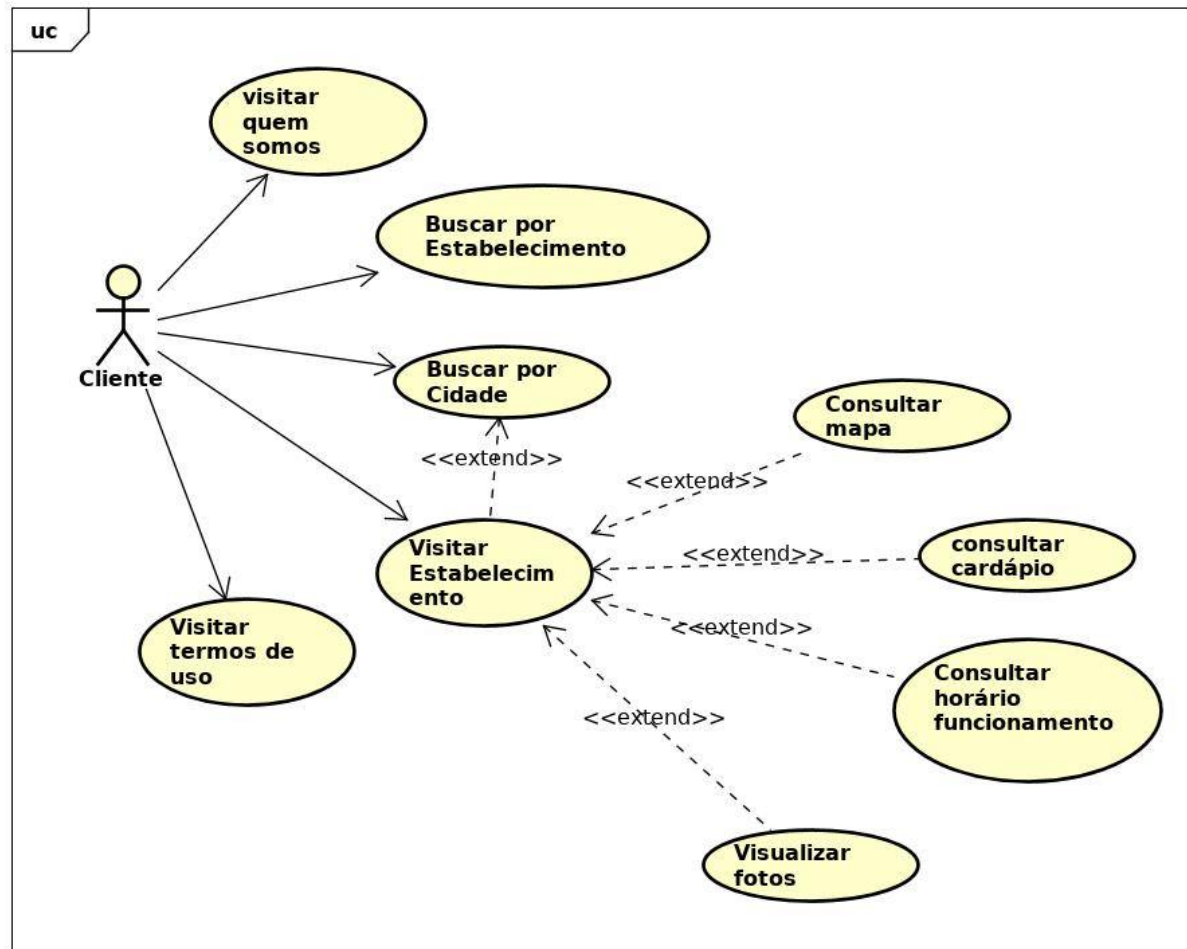 uc
visitar
quem
somos
Buscar por
Estabelecimento
Cliente
Buscar por
Cidade
<<extend>>
Consultar
mapa
<<extend>>
Visitar
Estabelecim
ento
<<extend>>
consultar
cardápio
<<extend>>
Visitar
termos de
uso
Consultar
horário
funcionamento
<<extend>>
Visualizar
fotos